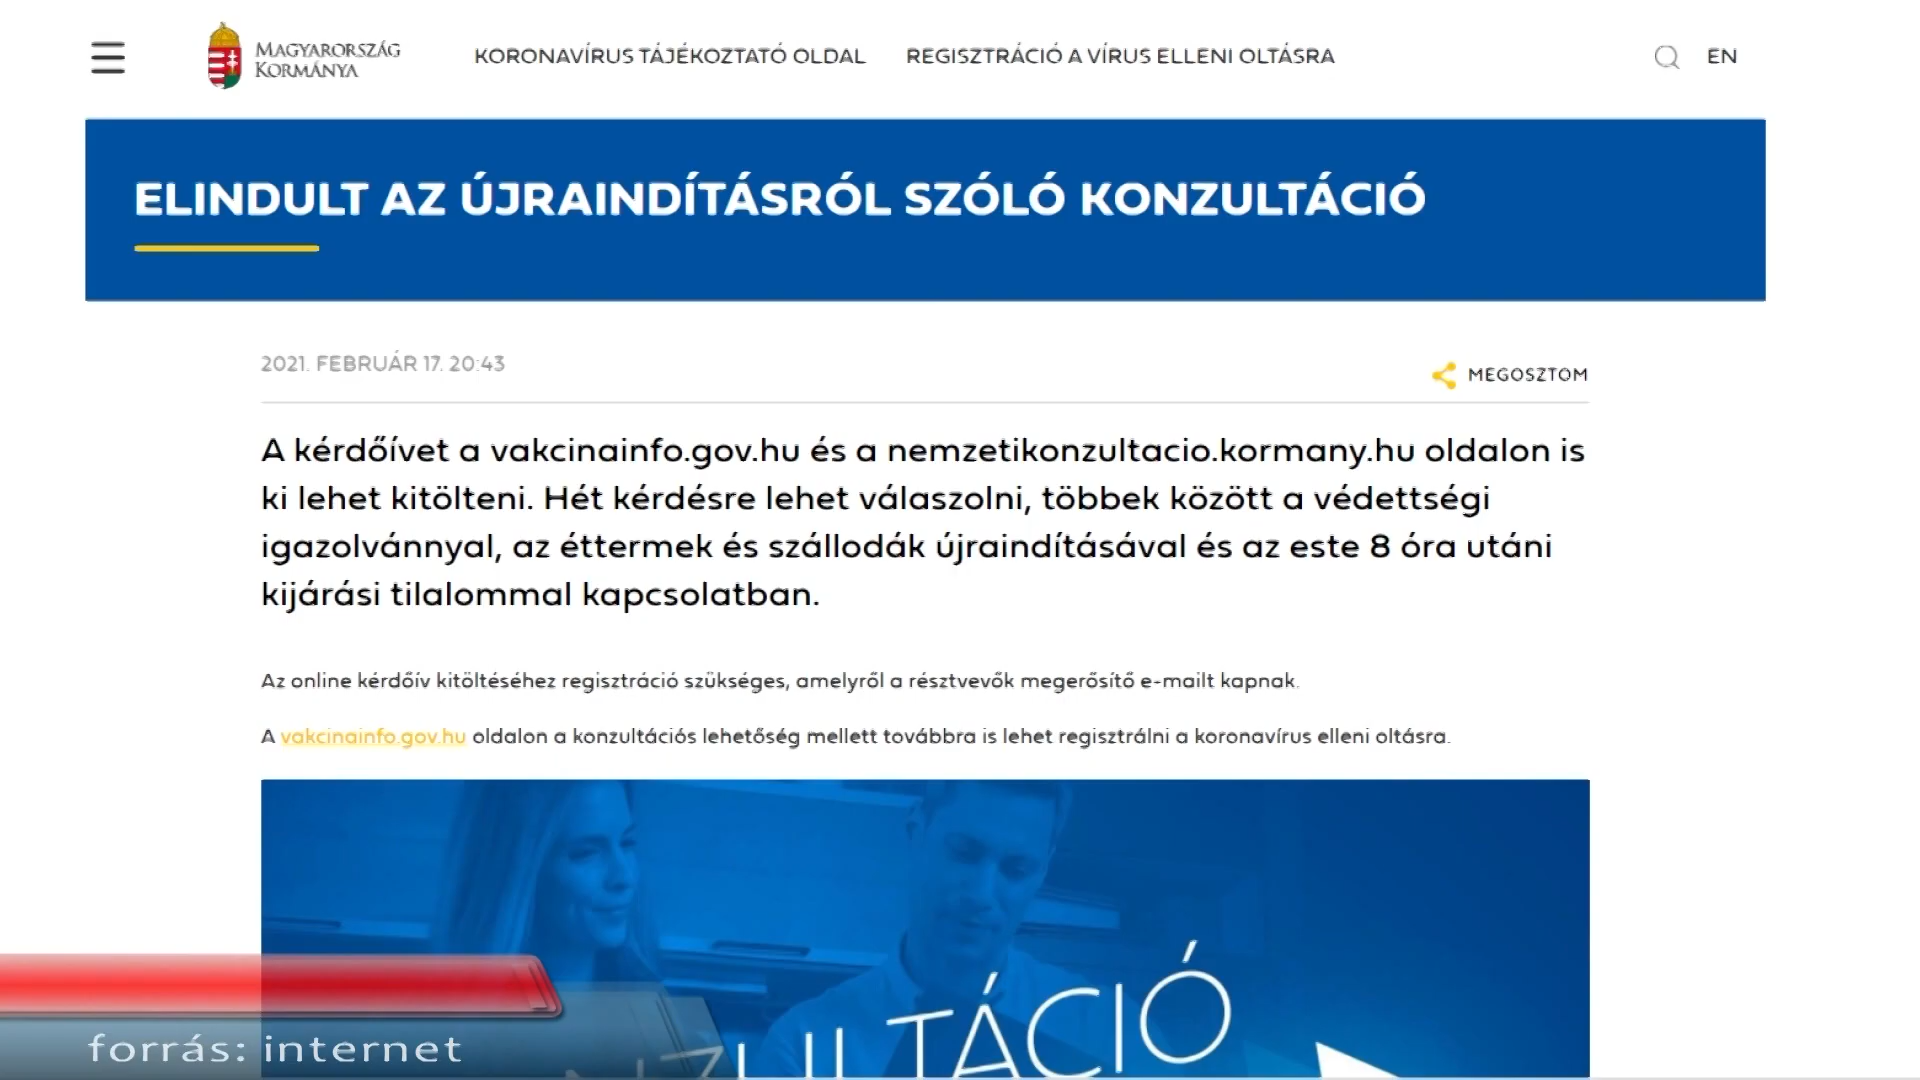 MAGYARORSZÁG
KORMÁNYA
KORONAVÍRUS TÁJÉKOZTATÓ OLDAL
REGISZTRÁCIÓ A VÍRUS ELLENI OLTÁSRA
EN
ELINDULT AZ ÚJRAINDÍTÁSRÓL SZÓLÓ KONZULTÁCIÓ
2021. FEBRUÁR 17. 20:43
MEGOSZTOM
A kérdőívet a vakcinainfo.gov.hu és a nemzetikonzultacio.kormany.hu oldalon is
ki lehet kitölteni. Hét kérdésre lehet válaszolni, többek között a védettségi
igazolvánnyal, az éttermek és szállodák újraindításával és az este 8 óra utáni
kijárási tilalommal kapcsolatban.
Az online kérdőív kitöltéséhez regisztráció szükséges, amelyről a résztvevők megerősítő e-mailt kapnak.
A vakcinainfo.gov.hu oldalon a konzultációs lehetőség mellett továbbra is lehet regisztrálni a koronavírus elleni oltásra.
NZULTÁCIÓ
forrás: internet